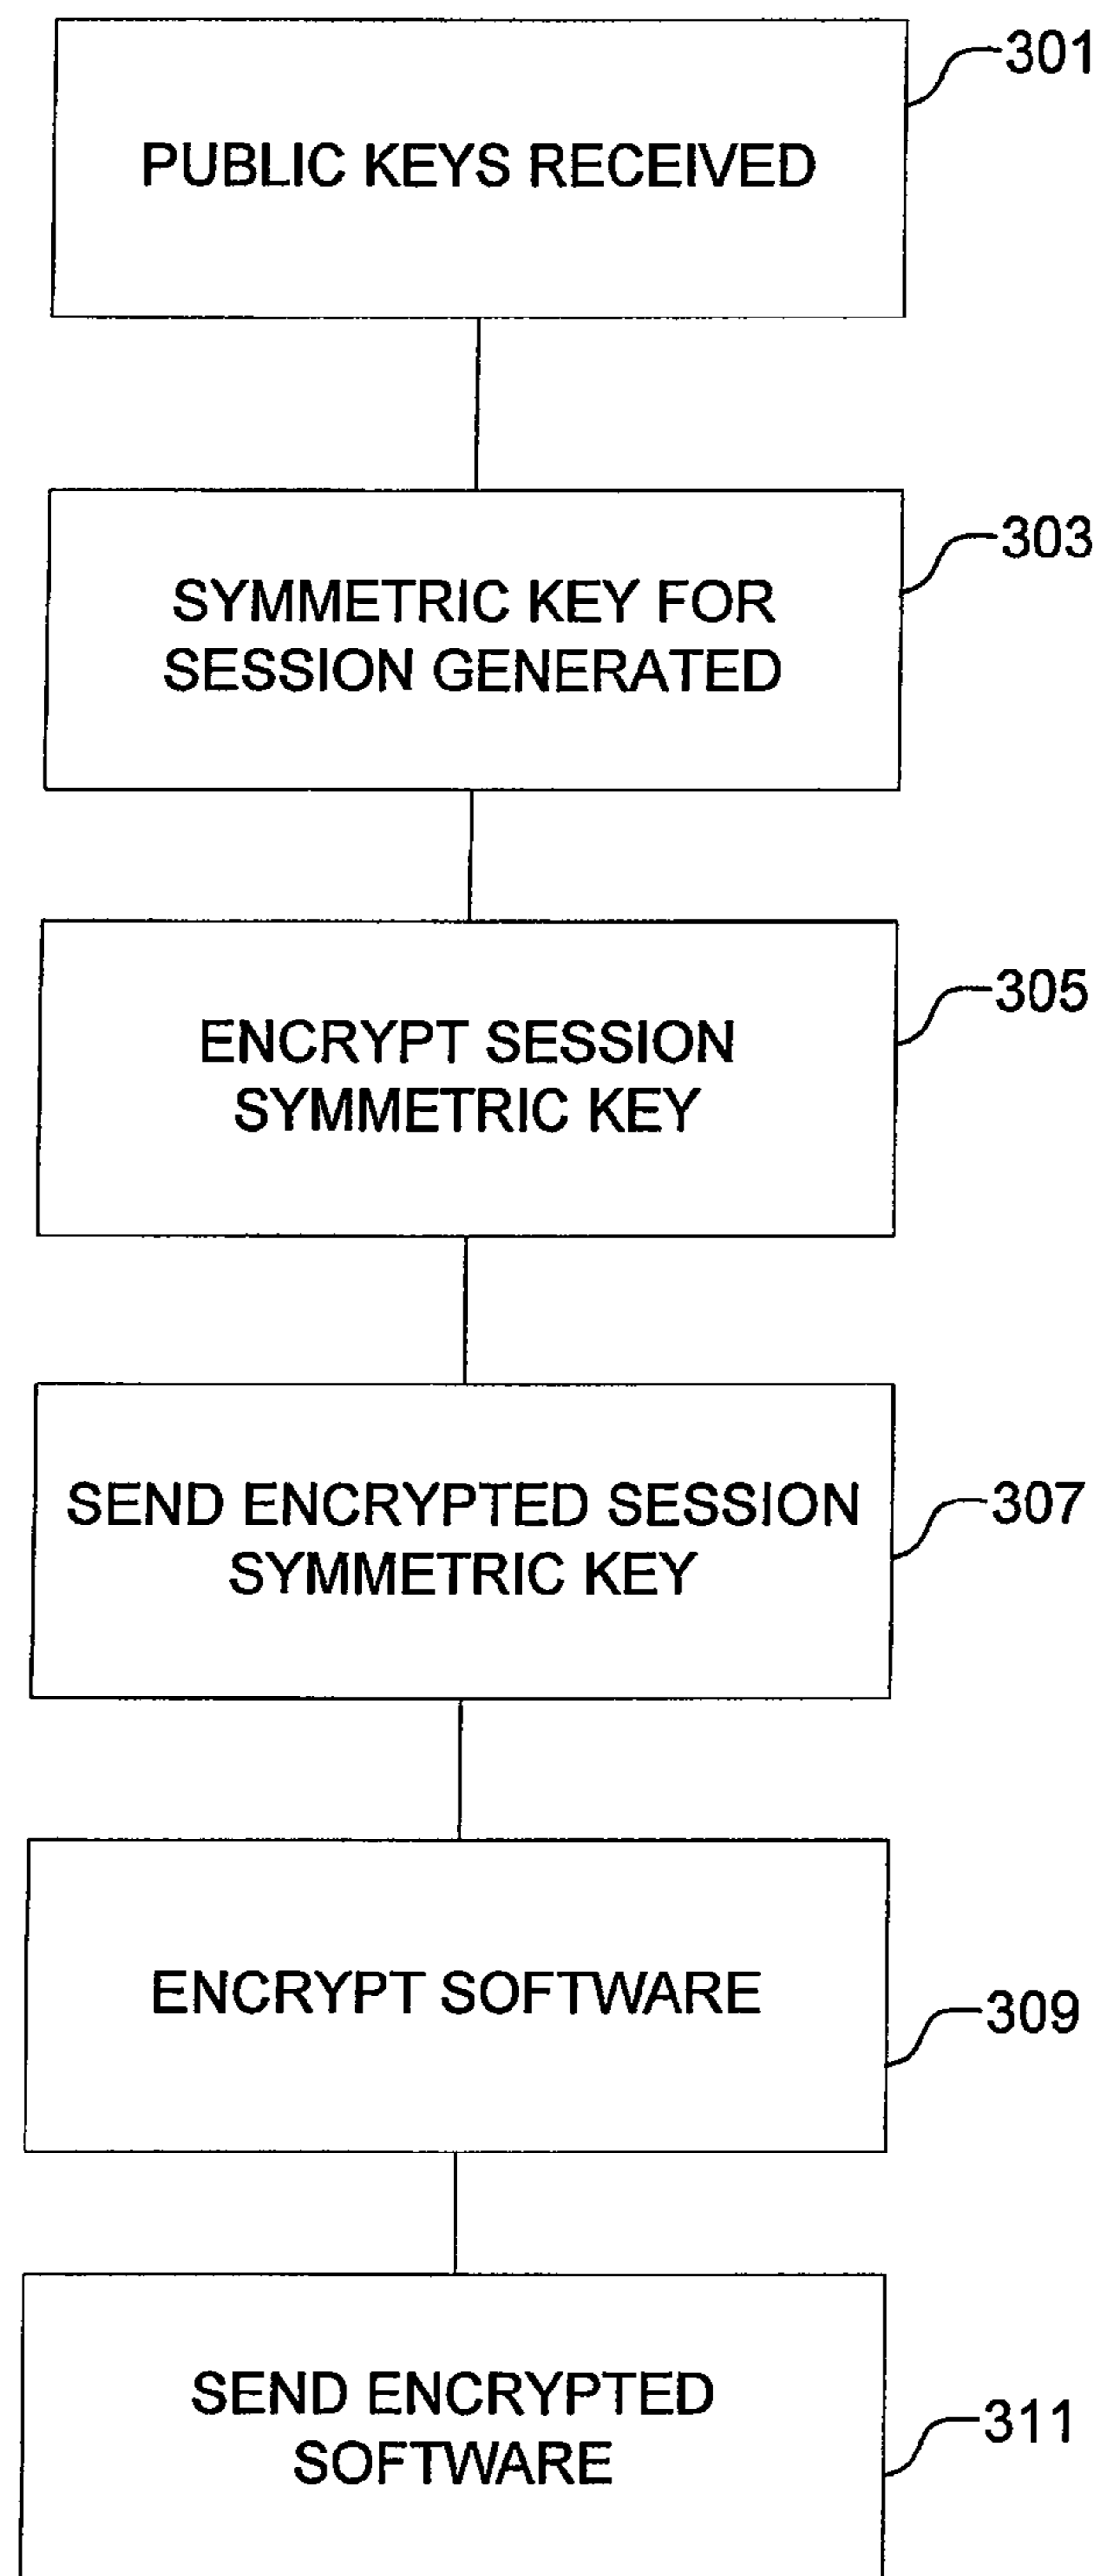 301
PUBLIC KEYS RECEIVED
303
SYMMETRIC KEY FOR
SESSION GENERATED
305
ENCRYPT SESSION
SYMMETRIC KEY
307
SEND ENCRYPTED SESSION
SYMMETRIC KEY
309
ENCRYPT SOFTWARE
311
SEND ENCRYPTED
SOFTWARE